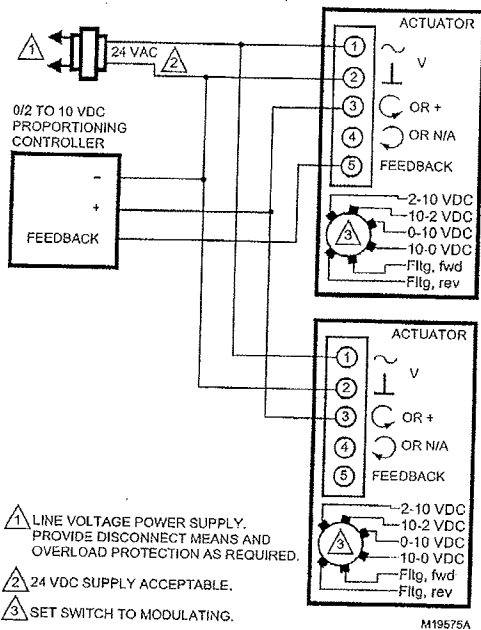 ACTUATOR
1
24 VAC
2
1
V
2
0/2 TO 10 VDC
PROPORTIONING
CONTROLLER
3
OR +
4
OR N/A
5
FEEDBACK
–
+
FEEDBACK
2-10 VDC
10-2 VDC
0-10 VDC
10-0 VDC
Fltg, fwd
Fltg, rev
3
ACTUATOR
1
V
2
3
OR +
4
OR N/A
5
FEEDBACK
2-10 VDC
10-2 VDC
0-10 VDC
10-0 VDC
Fltg, fwd
Fltg, rev
3
1 LINE VOLTAGE POWER SUPPLY.
PROVIDE DISCONNECT MEANS AND
OVERLOAD PROTECTION AS REQUIRED.
2 24 VDC SUPPLY ACCEPTABLE.
3 SET SWITCH TO MODULATING.
M19575A